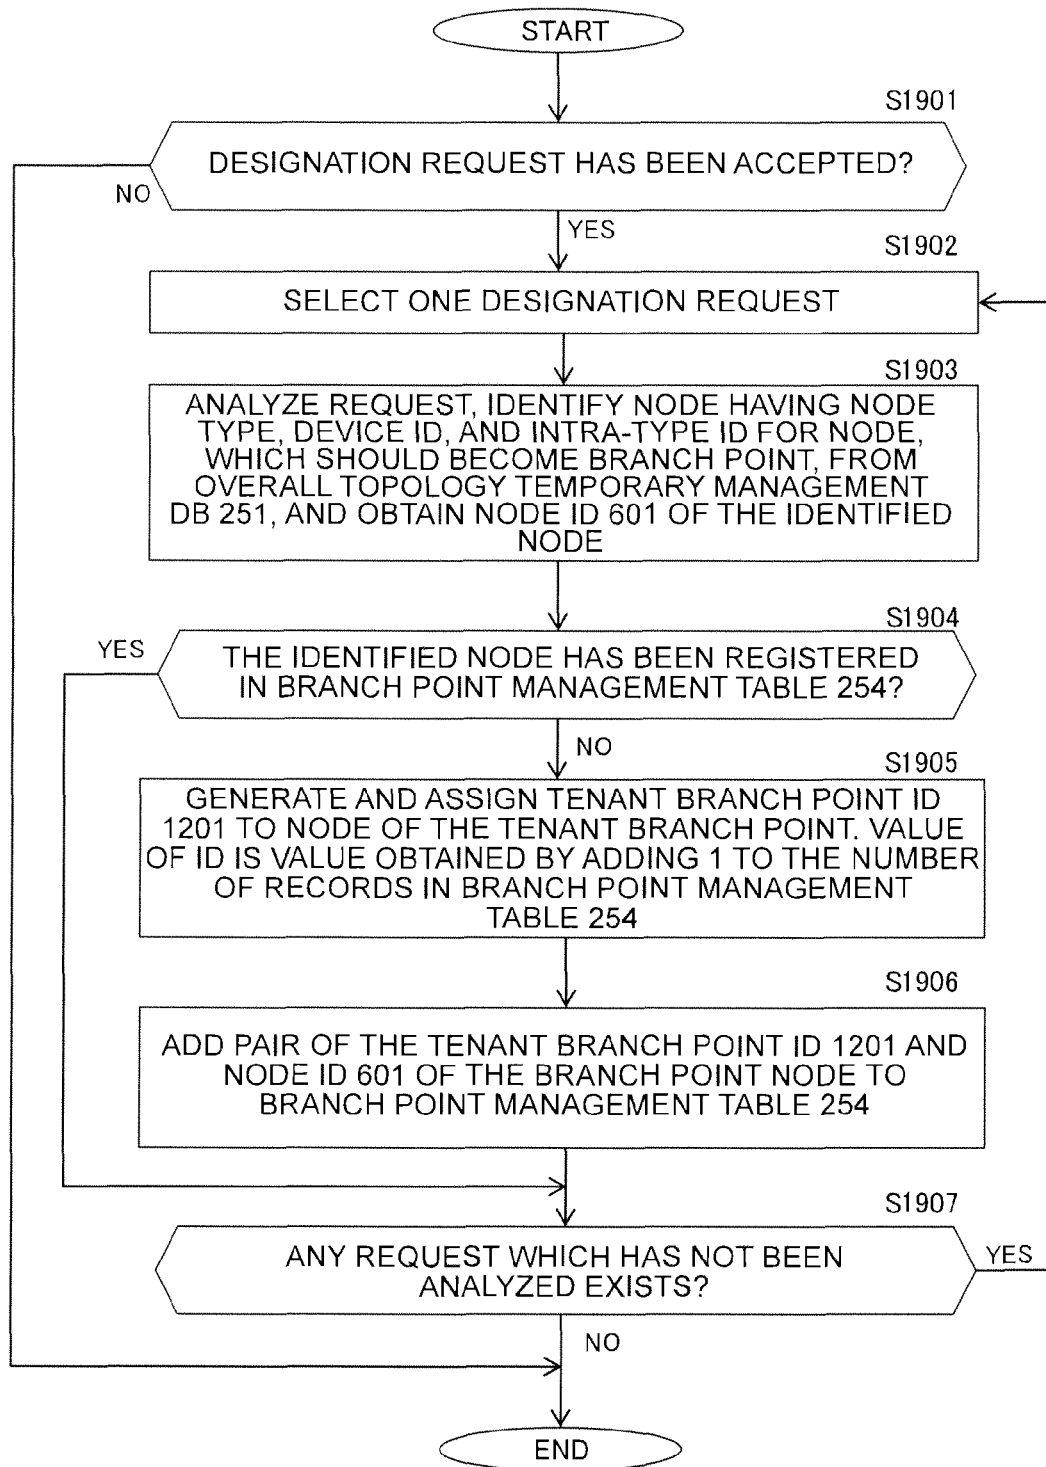 START
S1901
DESIGNATION REQUEST HAS BEEN ACCEPTED?
NO
YES
S1902
SELECT ONE DESIGNATION REQUEST
S1903
ANALYZE REQUEST, IDENTIFY NODE HAVING NODE
TYPE, DEVICE ID, AND INTRA-TYPE ID FOR NODE,
WHICH SHOULD BECOME BRANCH POINT, FROM
OVERALL TOPOLOGY TEMPORARY MANAGEMENT
DB 251, AND OBTAIN NODE ID 601 OF THE IDENTIFIED
NODE
S1904
YES
THE IDENTIFIED NODE HAS BEEN REGISTERED
IN BRANCH POINT MANAGEMENT TABLE 254?
NO
S1905
GENERATE AND ASSIGN TENANT BRANCH POINT ID
1201 TO NODE OF THE TENANT BRANCH POINT. VALUE
OF ID IS VALUE OBTAINED BY ADDING 1 TO THE NUMBER
OF RECORDS IN BRANCH POINT MANAGEMENT
TABLE 254
S1906
ADD PAIR OF THE TENANT BRANCH POINT ID 1201 AND
NODE ID 601 OF THE BRANCH POINT NODE TO
BRANCH POINT MANAGEMENT TABLE 254
S1907
ANY REQUEST WHICH HAS NOT BEEN
ANALYZED EXISTS?
YES
NO
END